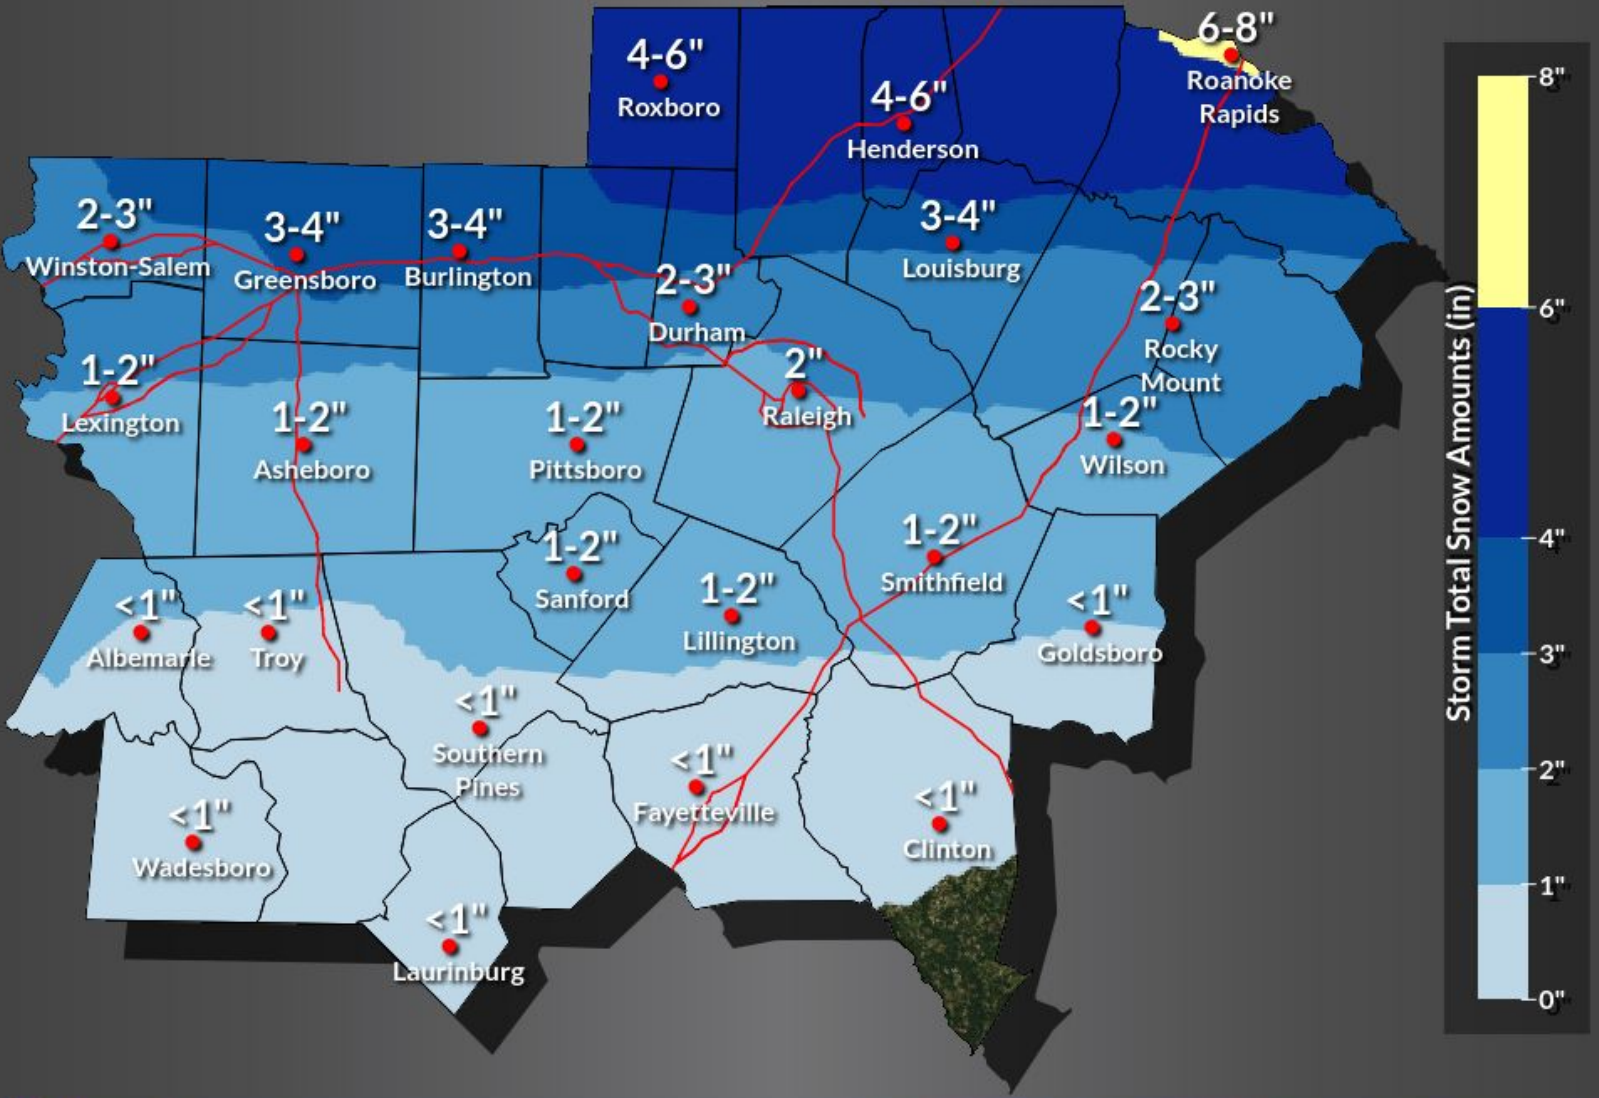 6-8"
Roanoke
Rapids
4-6"
Roxboro
4-6"
Henderson
2-3"
Winston-Salem
3-4"
Greensboro
3-4"
Burlington
2-3"
Durham
3-4"
Louisburg
2-3"
Rocky
Mount
1-2"
Lexington
1-2"
Asheboro
1-2"
Pittsboro
2"
Raleigh
1-2"
Wilson
1-2"
Sanford
1-2"
Lillington
1-2"
Smithfield
<1"
Goldsboro
<1"
Albemarle
<1"
Troy
<1"
Southern
Pines
<1"
Fayetteville
<1"
Clinton
<1"
Wadesboro
<1"
Laurinburg
Storm Total Snow Amounts (in)
8"
6"
4"
3"
2"
1"
0"